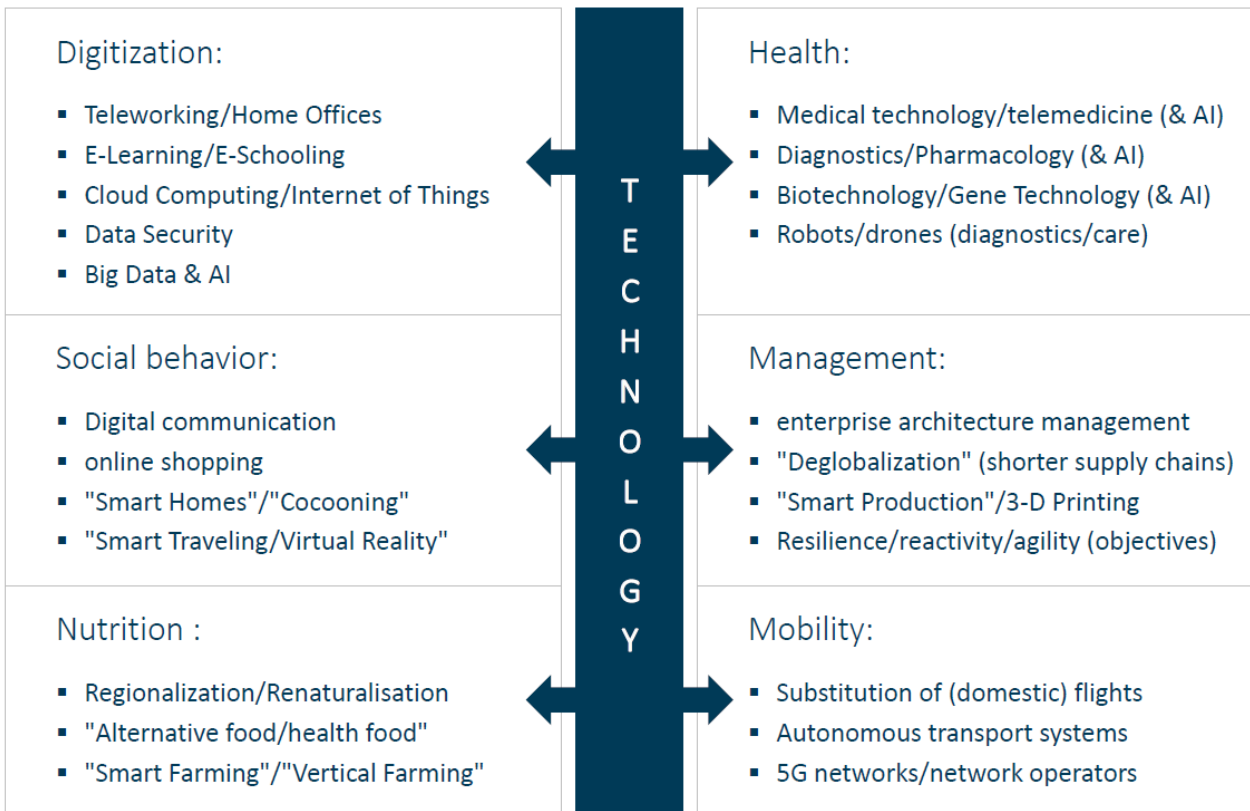 Digitization:
▪ Teleworking/Home Offices
▪ E-Learning/E-Schooling
▪ Cloud Computing/Internet of Things
▪ Data Security
▪ Big Data & AI
Social behavior:
▪ Digital communication
▪ online shopping
▪ "Smart Homes"/"Cocooning"
▪ "Smart Traveling/Virtual Reality"
Nutrition :
▪ Regionalization/Renaturalisation
▪ "Alternative food/health food"
▪ "Smart Farming"/"Vertical Farming"
TECHNOLOGY
Health:
▪ Medical technology/telemedicine (& AI)
▪ Diagnostics/Pharmacology (& AI)
▪ Biotechnology/Gene Technology (& AI)
▪ Robots/drones (diagnostics/care)
Management:
▪ enterprise architecture management
▪ "Deglobalization" (shorter supply chains)
▪ "Smart Production"/3-D Printing
▪ Resilience/reactivity/agility (objectives)
Mobility:
▪ Substitution of (domestic) flights
▪ Autonomous transport systems
▪ 5G networks/network operators